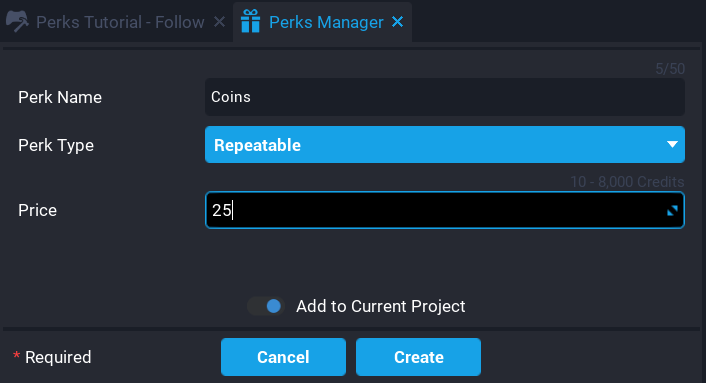 Perks Tutorial - Follow
Perks Manager
5/50
Perk Name
Coins
Perk Type
Repeatable
10 - 8,000 Credits
Price
25
Add to Current Project
* Required
Cancel
Create